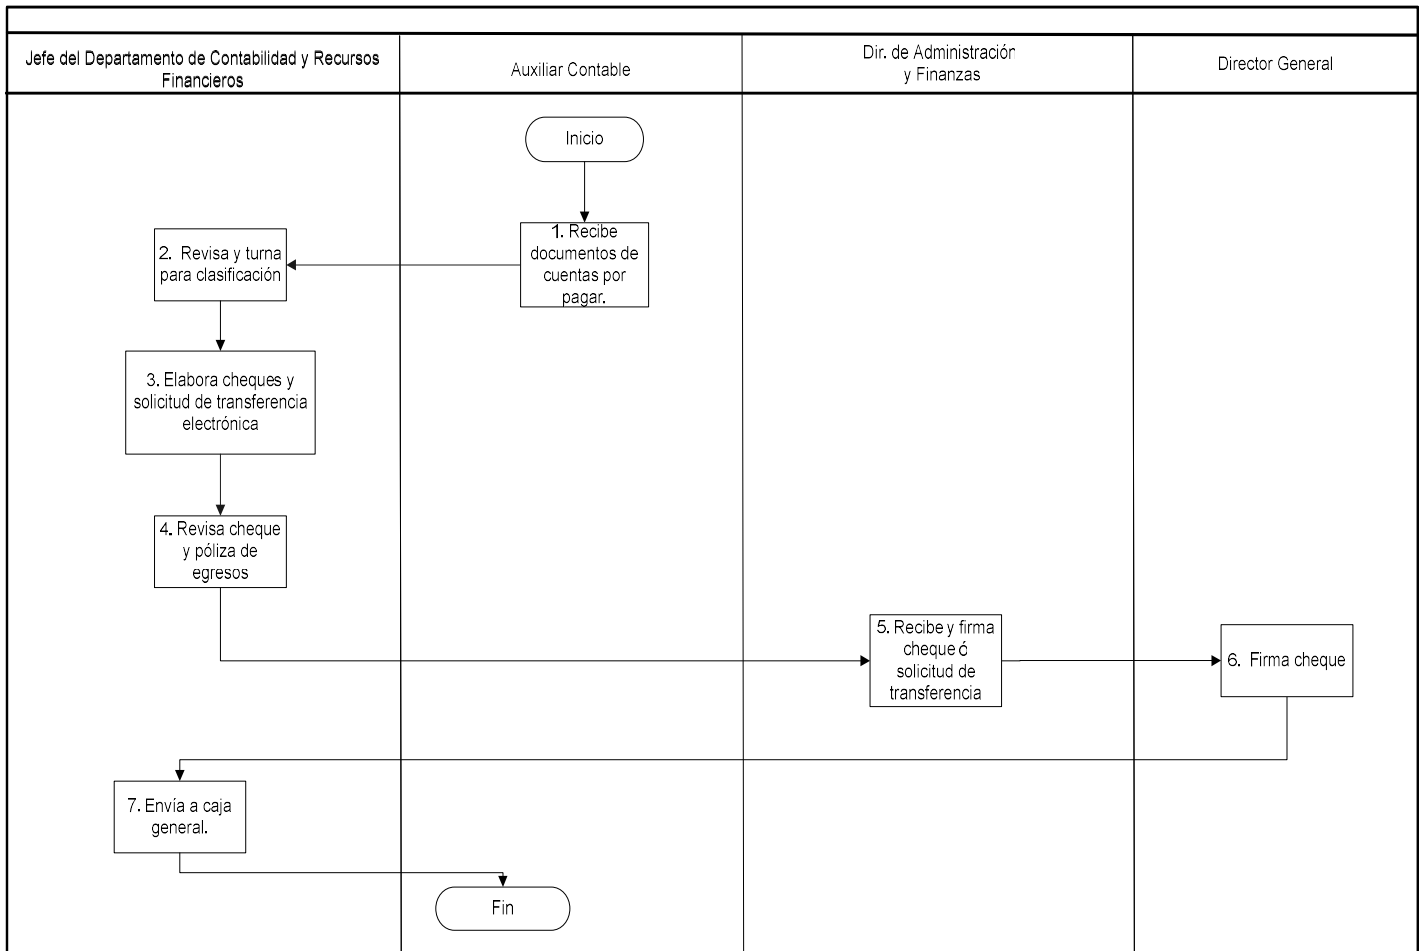 Jefe del Departamento de Contabilidad y Recursos
Financieros
Auxiliar Contable
Dir. de Administración
y Finanzas
Director General
Inicio
1. Recibe
documentos de
cuentas por
pagar.
2. Revisa y turna
para clasificación
3. Elabora cheques y
solicitud de transferencia
electrónica
4. Revisa cheque
y póliza de
egresos
5. Recibe y firma
cheque ó
solicitud de
transferencia
6. Firma cheque
7. Envía a caja
general.
Fin